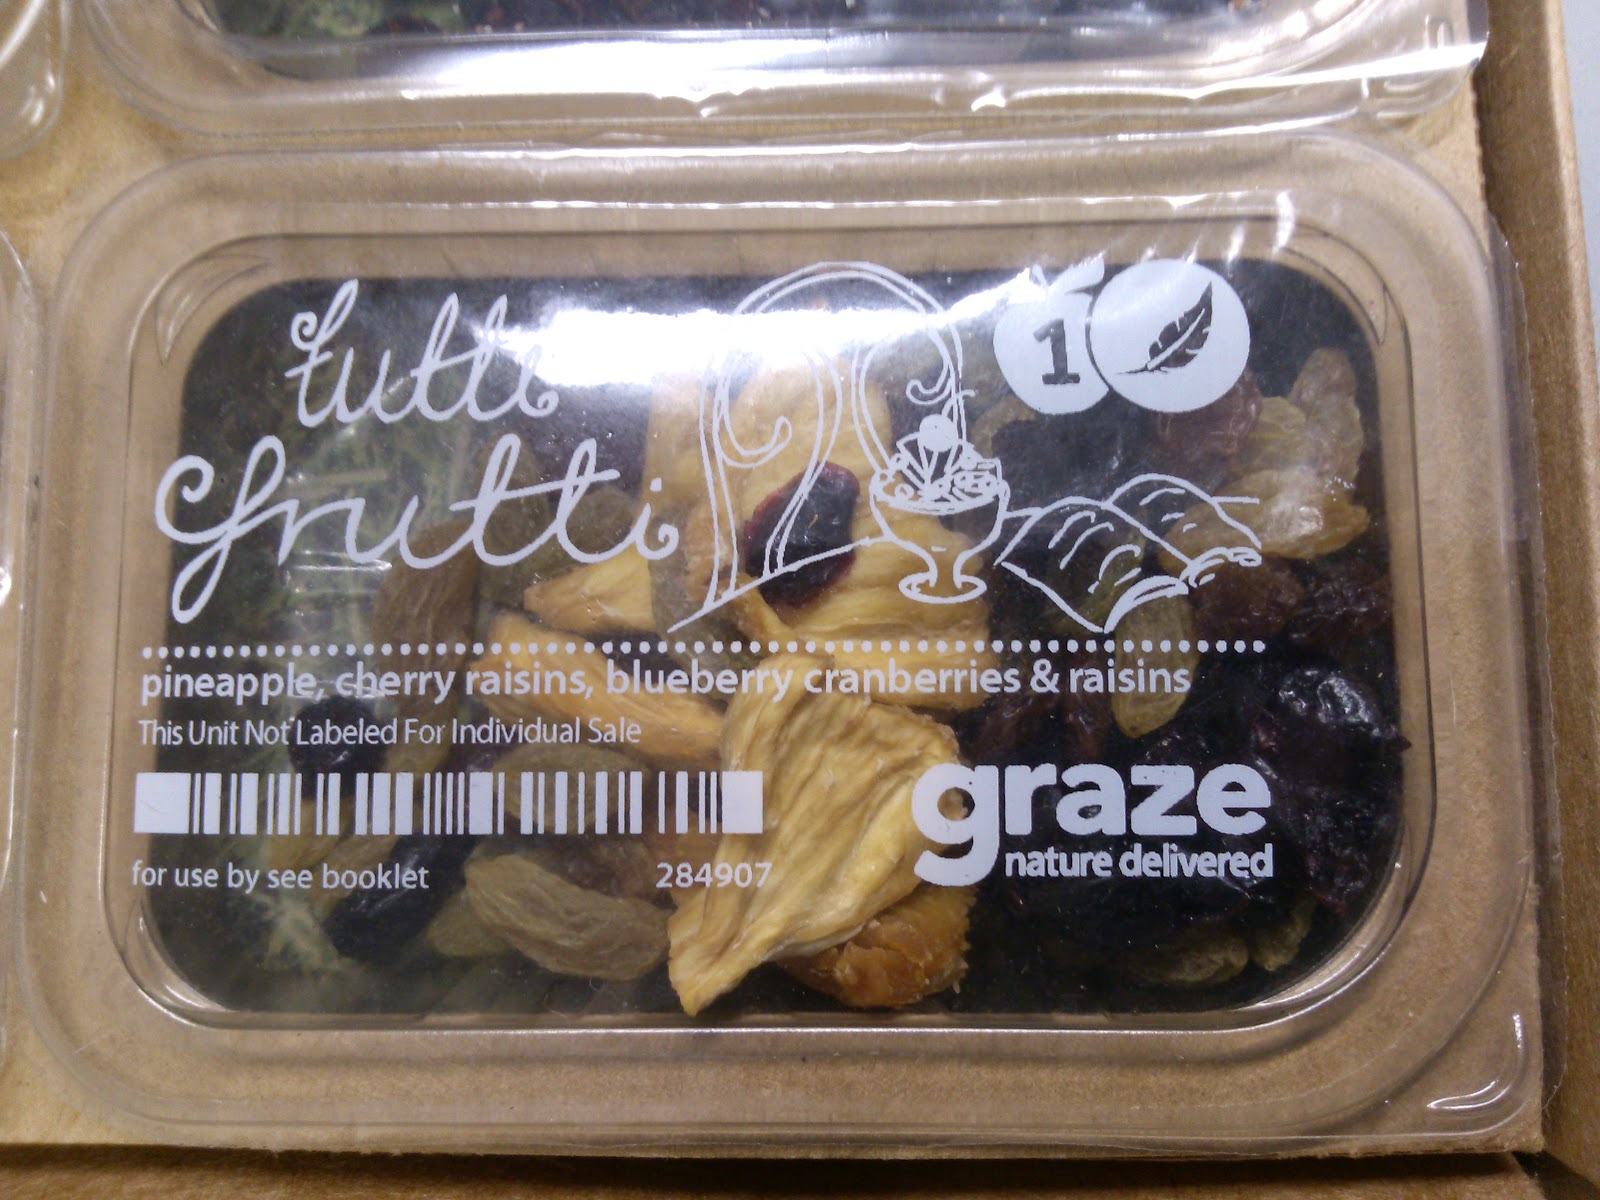 tutti
frutti
1
pineapple, cherry raisins, blueberry cranberries & raisins
This Unit Not Labeled For Individual Sale
for use by see booklet 284907
graze
nature delivered